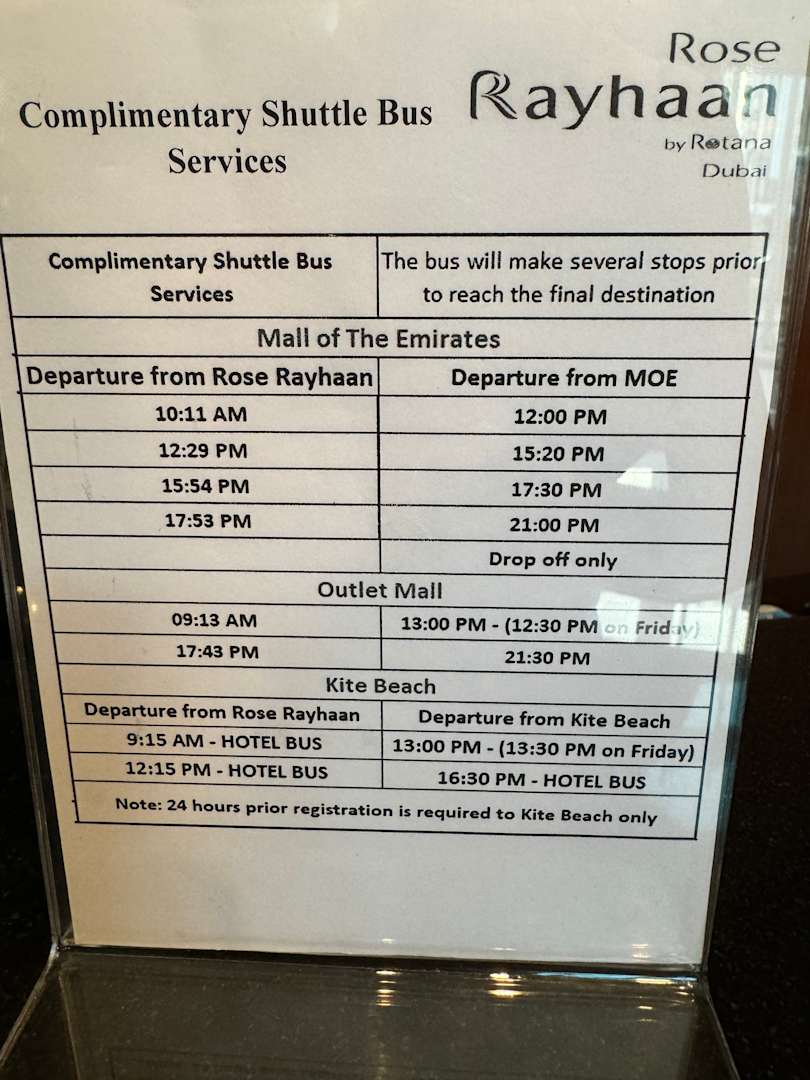 Rose
Rayhaan
by Rotana
Dubai
Complimentary Shuttle Bus
Services
Complimentary Shuttle Bus
Services
The bus will make several stops prior
to reach the final destination
Mall of The Emirates
Departure from Rose Rayhaan
Departure from MOE
10:11 AM
12:00 PM
12:29 PM
15:20 PM
15:54 PM
17:30 PM
17:53 PM
21:00 PM
Drop off only
Outlet Mall
09:13 AM
13:00 PM - (12:30 PM on Friday)
17:43 PM
21:30 PM
Kite Beach
Departure from Rose Rayhaan
Departure from Kite Beach
9:15 AM - HOTEL BUS
13:00 PM - (13:30 PM on Friday)
12:15 PM - HOTEL BUS
16:30 PM - HOTEL BUS
Note: 24 hours prior registration is required to Kite Beach only